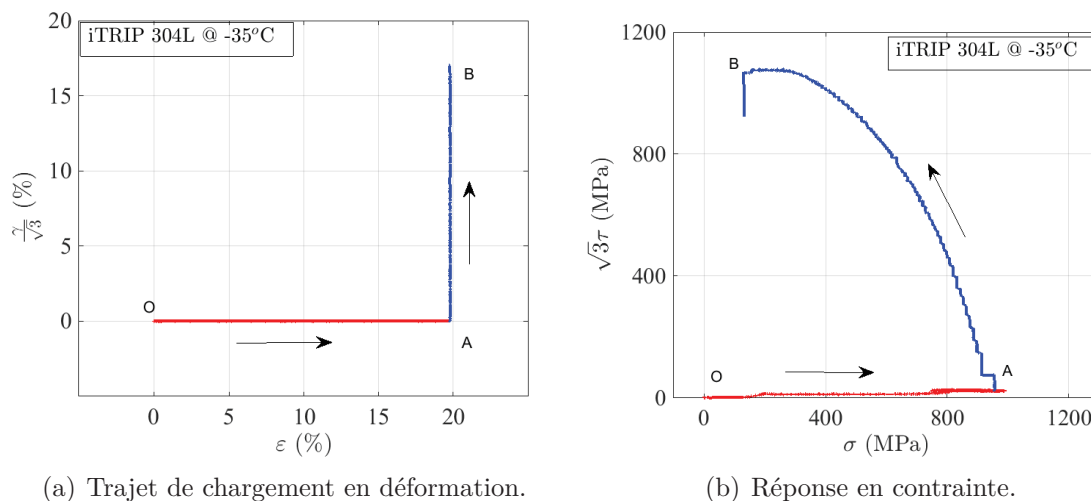 20
15
10
5
0
0
5
10
15
20
γ/√3 (%)
ε (%)
iTRIP 304L @ -35°C
O
A
B
(a) Trajet de chargement en déformation.
1200
800
400
0
0
400
800
1200
√3τ (MPa)
σ (MPa)
iTRIP 304L @ -35°C
B
O
A
(b) Réponse en contrainte.